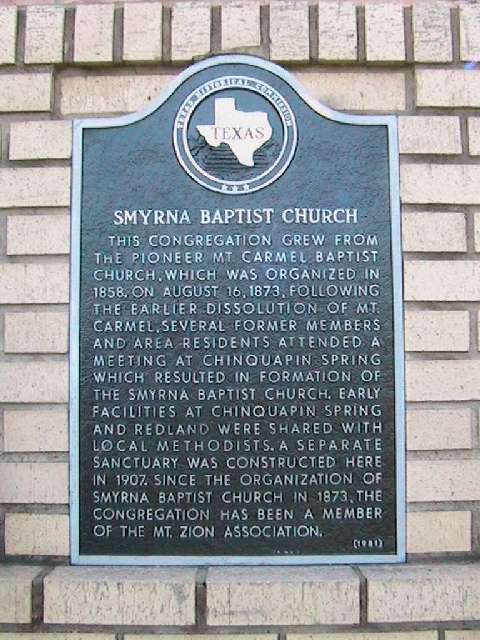 TEXAS HISTORICAL COMMISSION
TEXAS
SMYRNA BAPTIST CHURCH
THIS CONGREGATION GREW FROM
THE PIONEER MT. CARMEL BAPTIST
CHURCH, WHICH WAS ORGANIZED IN
1858. ON AUGUST 16, 1873, FOLLOWING
THE EARLIER DISSOLUTION OF MT.
CARMEL, SEVERAL FORMER MEMBERS
AND AREA RESIDENTS ATTENDED A
MEETING AT CHINQUAPIN SPRING
WHICH RESULTED IN FORMATION OF
THE SMYRNA BAPTIST CHURCH. EARLY
FACILITIES AT CHINQUAPIN SPRING
AND REDLAND WERE SHARED WITH
LOCAL METHODISTS. A SEPARATE
SANCTUARY WAS CONSTRUCTED HERE
IN 1907. SINCE THE ORGANIZATION OF
SMYRNA BAPTIST CHURCH IN 1873, THE
CONGREGATION HAS BEEN A MEMBER
OF THE MT. ZION ASSOCIATION.
(1981)